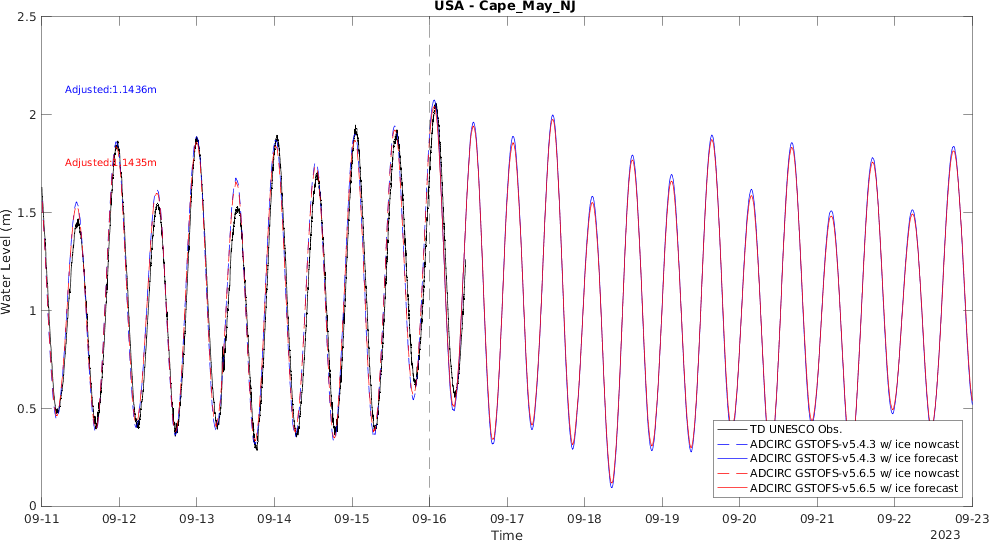 USA - Cape_May_NJ
2.5
2
1.5
1
0.5
0
Water Level (m)
Adjusted:1.1436m
Adjusted:1.1435m
TD UNESCO Obs.
ADCIRC GSTOFS-v5.4.3 w/ ice nowcast
ADCIRC GSTOFS-v5.4.3 w/ ice forecast
ADCIRC GSTOFS-v5.6.5 w/ ice nowcast
ADCIRC GSTOFS-v5.6.5 w/ ice forecast
09-11 09-12 09-13 09-14 09-15 09-16 09-17 09-18 09-19 09-20 09-21 09-22 09-23
Time
2023